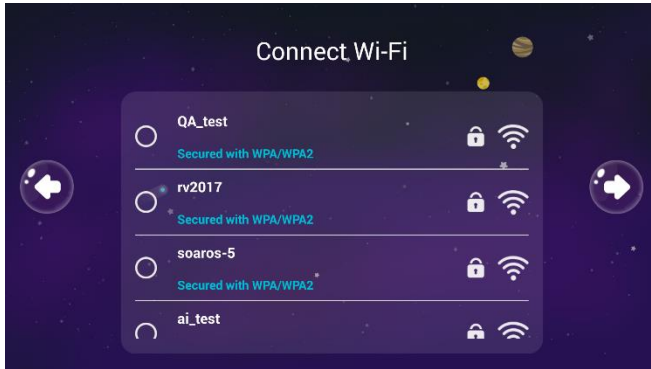 Connect Wi-Fi
QA_test
Secured with WPA/WPA2
rv2017
Secured with WPA/WPA2
soaros-5
Secured with WPA/WPA2
ai_test